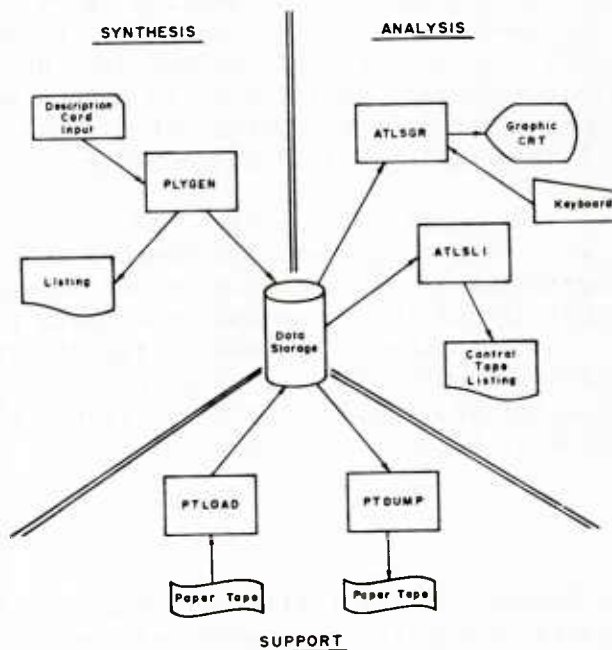 SYNTHESIS
ANALYSIS
Description
Card
Input
PLYGEN
Listing
ATLSGR
Graphic
CRT
Keyboard
ATLSLI
Data
Storage
Control
Tape
Listing
PTLOAD
PTDUMP
Paper Tape
Paper Tape
SUPPORT